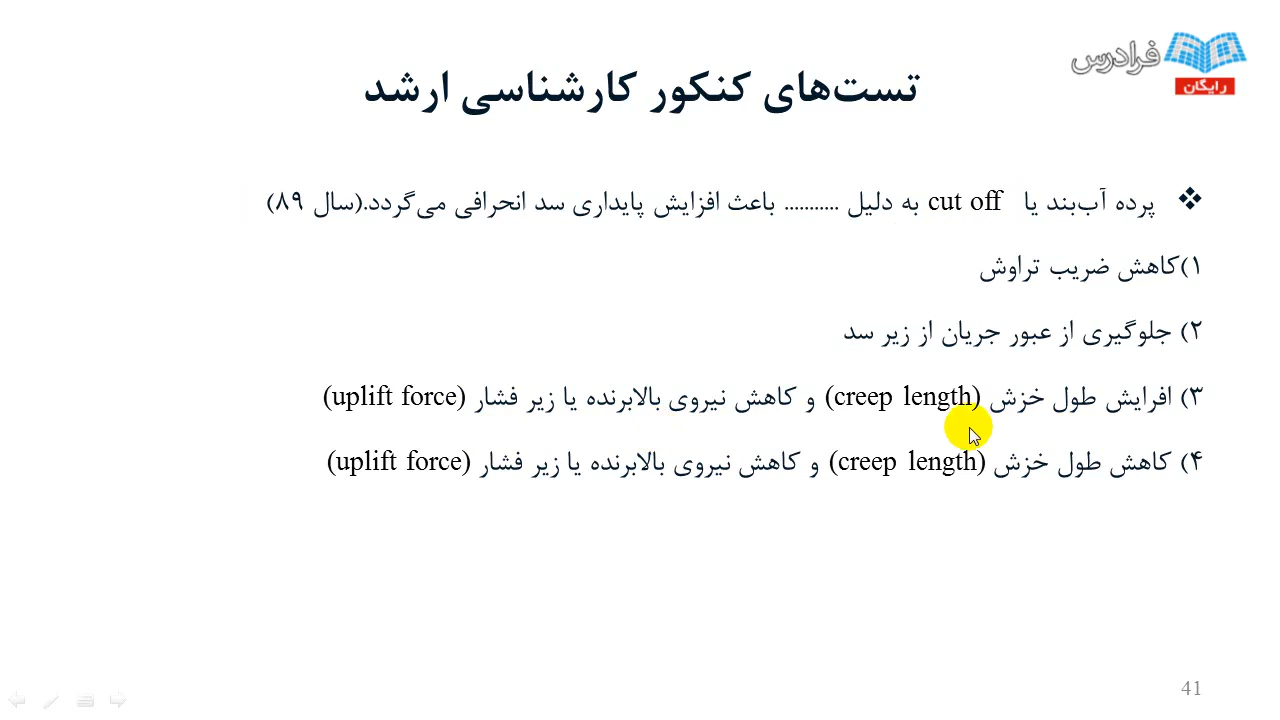 فرادرس
رایگان
تست‌های کنکور کارشناسی ارشد
❖ پرده آب‌بند یا cut off به دلیل ........... باعث افزایش پایداری سد انحرافی می‌گردد.(سال ۸۹)
۱)کاهش ضریب تراوش
۲) جلوگیری از عبور جریان از زیر سد
۳) افرایش طول خزش (creep length) و کاهش نیروی بالابرنده یا زیر فشار (uplift force)
۴) کاهش طول خزش (creep length) و کاهش نیروی بالابرنده یا زیر فشار (uplift force)
41